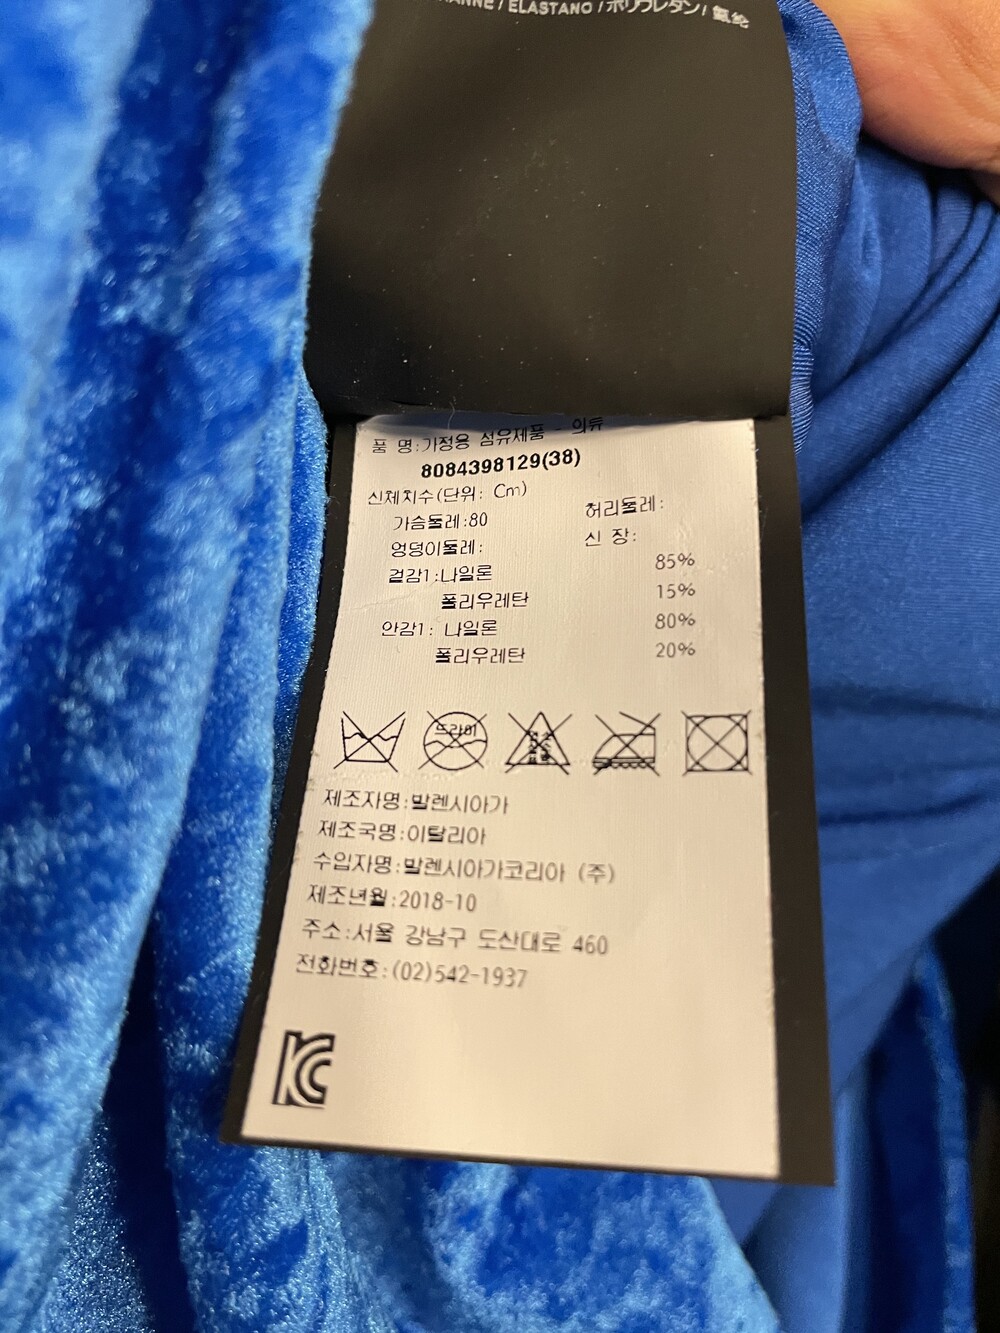 / ELASTANO / ポリウレタン / 氨纶
품 명:가정용 섬유제품 - 의류
8084398129(38)
신체치수(단위: Cm)
가슴둘레:80 허리둘레:
엉덩이둘레: 신 장:
겉감1:나일론 85%
폴리우레탄 15%
안감1: 나일론 80%
폴리우레탄 20%
드라이
제조자명:발렌시아가
제조국명:이탈리아
수입자명:발렌시아가코리아 (주)
제조년월:2018-10
주소:서울 강남구 도산대로 460
전화번호:(02)542-1937
KC